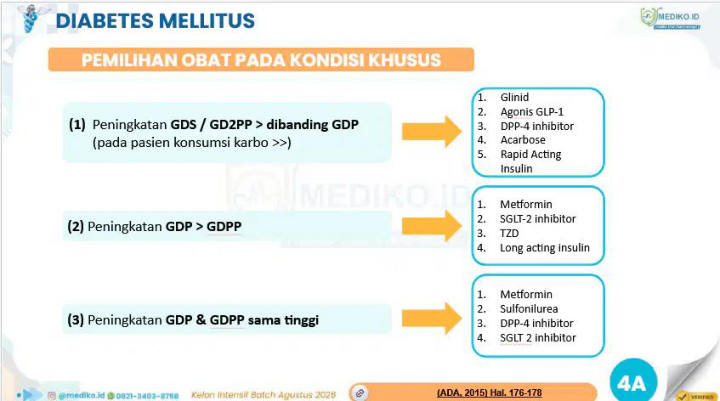 DIABETES MELLITUS
MEDIKO.ID
PEMILIHAN OBAT PADA KONDISI KHUSUS
(1) Peningkatan GDS / GD2PP > dibanding GDP
(pada pasien konsumsi karbo >>)
1. Glinid
2. Agonis GLP-1
3. DPP-4 inhibitor
4. Acarbose
5. Rapid Acting
Insulin
MEDIKO.ID
(2) Peningkatan GDP > GDPP
1. Metformin
2. SGLT-2 inhibitor
3. TZD
4. Long acting insulin
(3) Peningkatan GDP & GDPP sama tinggi
1. Metformin
2. Sulfonilurea
3. DPP-4 inhibitor
4. SGLT 2 inhibitor
@mediko.id 0821-3403-8768 Kelon Intensif Batch Agustus 2028
(ADA, 2015) Hal. 176-178
4A
VERIFIED